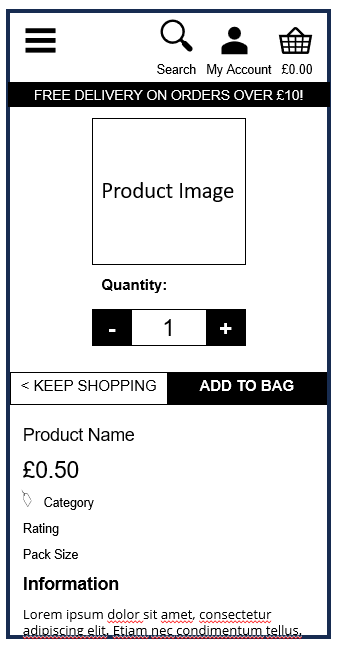 Search My Account £0.00
FREE DELIVERY ON ORDERS OVER £10!
Product Image
Quantity:
- 1 +
< KEEP SHOPPING ADD TO BAG
Product Name
£0.50
Category
Rating
Pack Size
Information
Lorem ipsum dolor sit amet, consectetur
adipiscing elit. Etiam nec condimentum tellus,